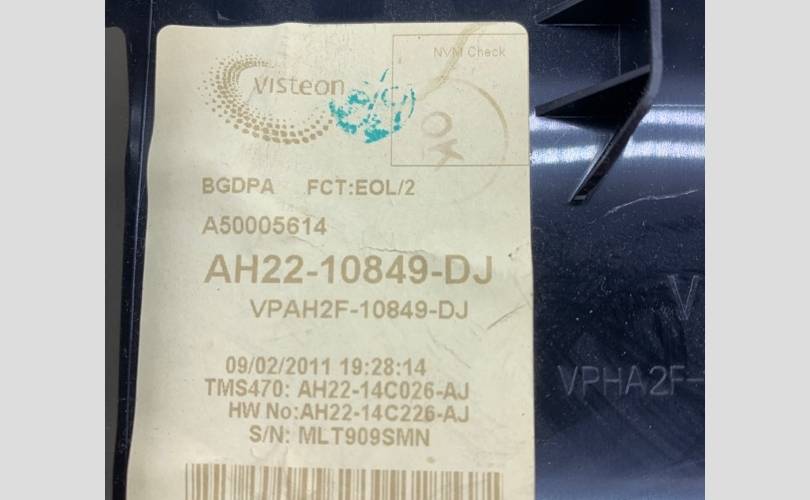 Visteon
NVM Check
OK
BGDPA FCT:EOL/2
A50005614
AH22-10849-DJ
VPAH2F-10849-DJ
09/02/2011 19:28:14
TMS470: AH22-14C026-AJ
HW No:AH22-14C226-AJ
S/N: MLT909SMN
V
VPHA2F-